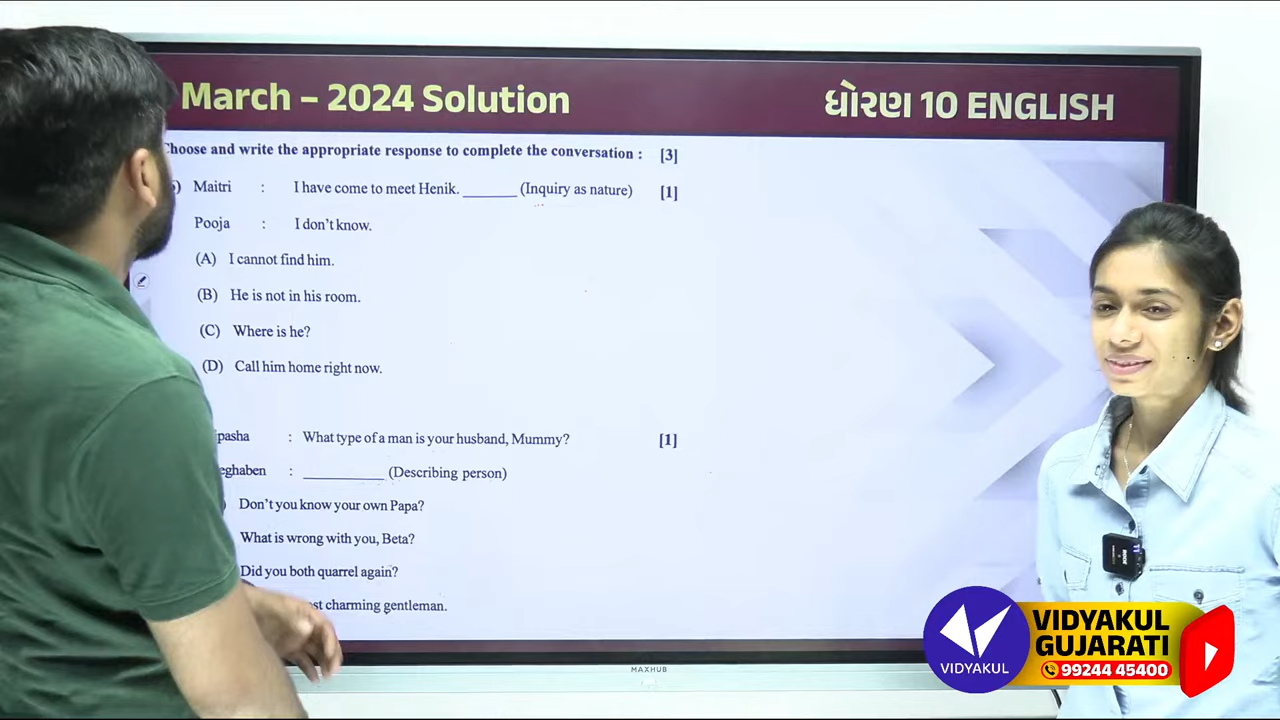 March – 2024 Solution
ધોરણ 10 ENGLISH
Choose and write the appropriate response to complete the conversation : [3]
Maitri : I have come to meet Henik. ______ (Inquiry as nature) [1]
Pooja : I don't know.
(A) I cannot find him.
(B) He is not in his room.
(C) Where is he?
(D) Call him home right now.
: What type of a man is your husband, Mummy? [1]
: _________ (Describing person)
Don't you know your own Papa?
What is wrong with you, Beta?
Did you both quarrel again?
charming gentleman.
MAXHUB
VIDYAKUL
VIDYAKUL
GUJARATI
99244 45400